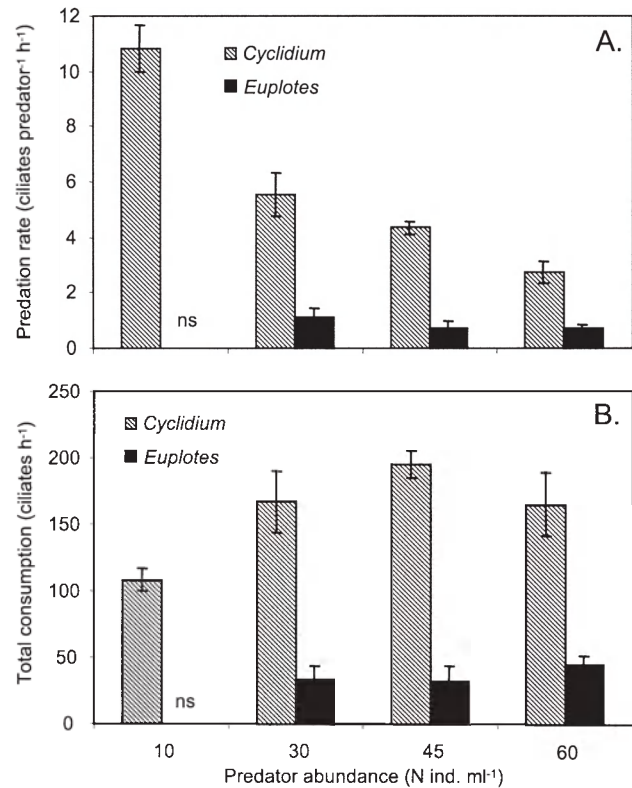 12
10
8
6
4
2
0
Predation rate (ciliates predator⁻¹ h⁻¹)
A.
Cyclidium
Euplotes
ns
250
200
150
100
50
0
Total consumption (ciliates h⁻¹)
B.
Cyclidium
Euplotes
ns
10 30 45 60
Predator abundance (N ind. ml⁻¹)